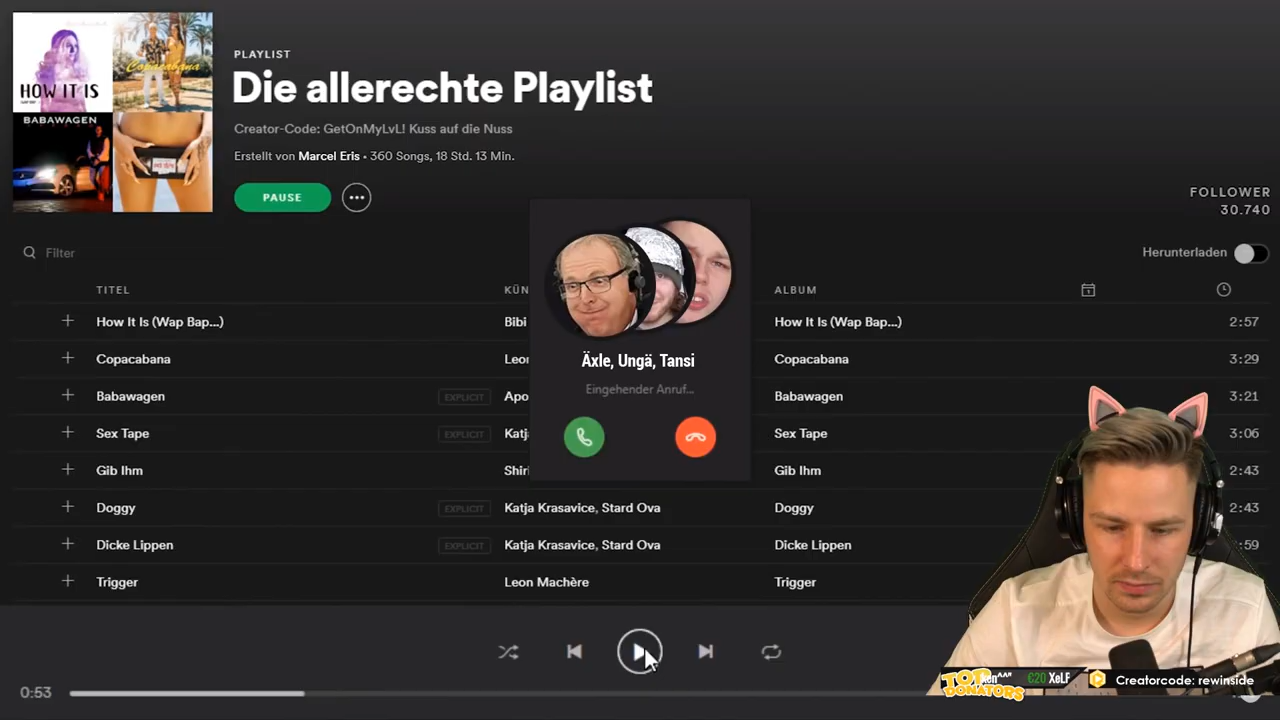 HOW IT IS
Copacabana
BABAWAGEN
PLAYLIST
Die allerechte Playlist
Creator-Code: GetOnMyLvL! Kuss auf die Nuss
Erstellt von Marcel Eris • 360 Songs, 18 Std. 13 Min.
PAUSE
FOLLOWER
30.740
Filter
Herunterladen
TITEL KÜN ALBUM
How It Is (Wap Bap...) Bibi How It Is (Wap Bap...) 2:57
Copacabana Leon Copacabana 3:29
Babawagen EXPLICIT Apo Babawagen 3:21
Sex Tape EXPLICIT Katj Sex Tape 3:06
Gib Ihm Shiri Gib Ihm 2:43
Doggy EXPLICIT Katja Krasavice, Stard Ova Doggy 2:43
Dicke Lippen EXPLICIT Katja Krasavice, Stard Ova Dicke Lippen :59
Trigger Leon Machère Trigger
Äxle, Ungä, Tansi
Eingehender Anruf...
0:53
TOP DONATORS
€20 XeLF
Creatorcode: rewinside